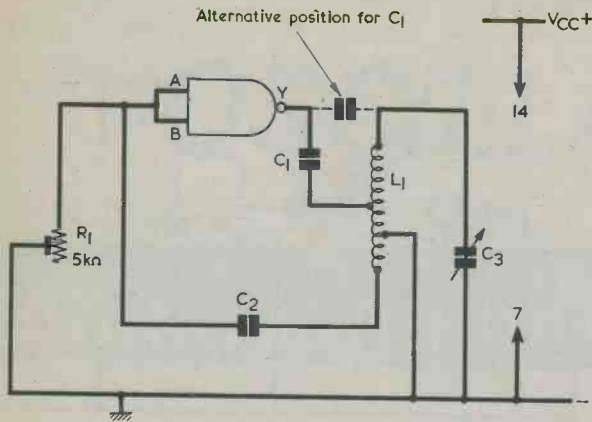 Alternative position for C1
VCC+
A
Y
B
14
C1
L1
R1
5kΩ
C3
C2
7
−